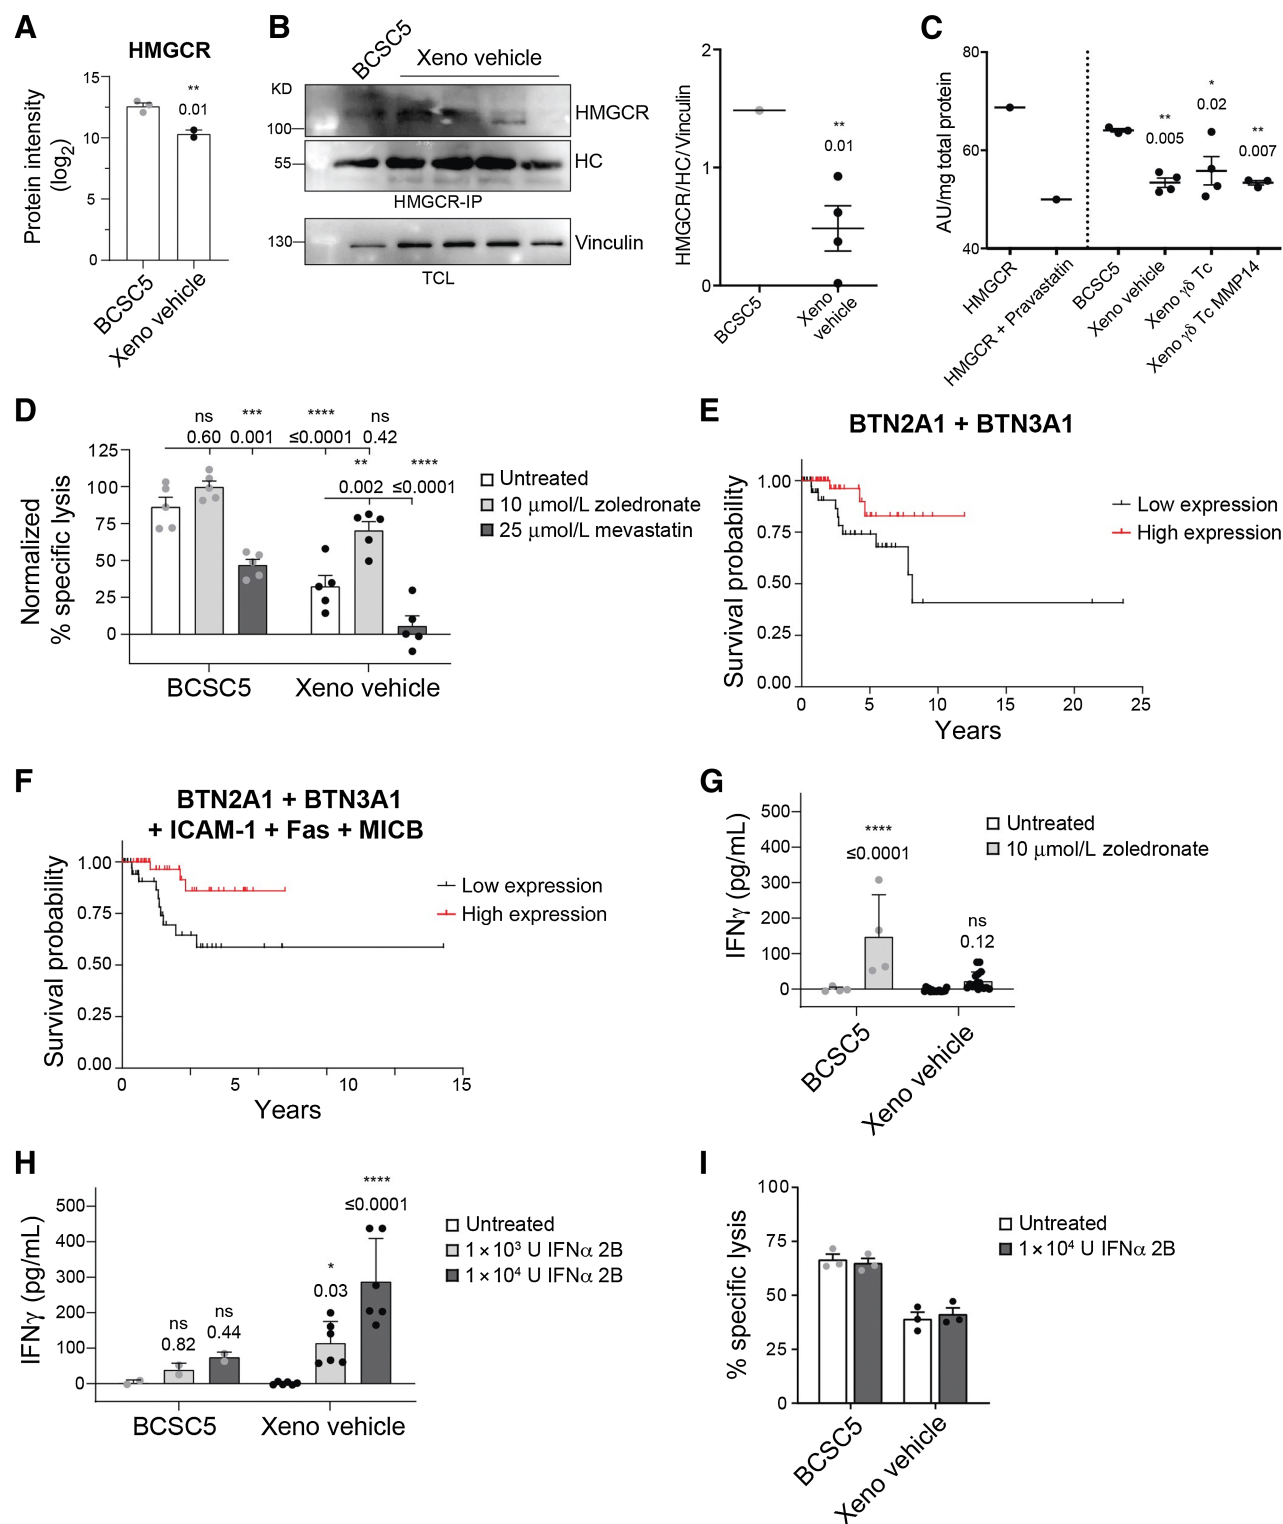 A
HMGCR
Protein intensity
(log2)
15
10
5
0
**
0.01
BCSC5
Xeno vehicle
B
BCSC5
Xeno vehicle
KD
100
HMGCR
55
HC
HMGCR-IP
130
Vinculin
TCL
HMGCR/HC/Vinculin
2
1
0
**
0.01
BCSC5
Xeno
vehicle
C
AU/mg total protein
80
60
40
**
0.005
*
0.02
**
0.007
HMGCR
HMGCR + Pravastatin
BCSC5
Xeno vehicle
Xeno γδ Tc
Xeno γδ Tc MMP14
D
Normalized
% specific lysis
125
100
75
50
25
0
ns
0.60
***
0.001
****
≤0.0001
ns
0.42
**
0.002
****
≤0.0001
BCSC5
Xeno vehicle
Untreated
10 μmol/L zoledronate
25 μmol/L mevastatin
E
BTN2A1 + BTN3A1
Survival probability
1.00
0.75
0.50
0.25
0.00
0 5 10 15 20 25
Years
Low expression
High expression
F
BTN2A1 + BTN3A1
+ ICAM-1 + Fas + MICB
Survival probability
1.00
0.75
0.50
0.25
0.00
0 5 10 15
Years
Low expression
High expression
G
IFNγ (pg/mL)
500
400
300
200
100
0
****
≤0.0001
ns
0.12
BCSC5
Xeno vehicle
Untreated
10 μmol/L zoledronate
H
IFNγ (pg/mL)
500
400
300
200
100
0
ns
0.82
ns
0.44
*
0.03
****
≤0.0001
BCSC5
Xeno vehicle
Untreated
1 × 10³ U IFNα 2B
1 × 10⁴ U IFNα 2B
I
% specific lysis
100
75
50
25
0
BCSC5
Xeno vehicle
Untreated
1 × 10⁴ U IFNα 2B